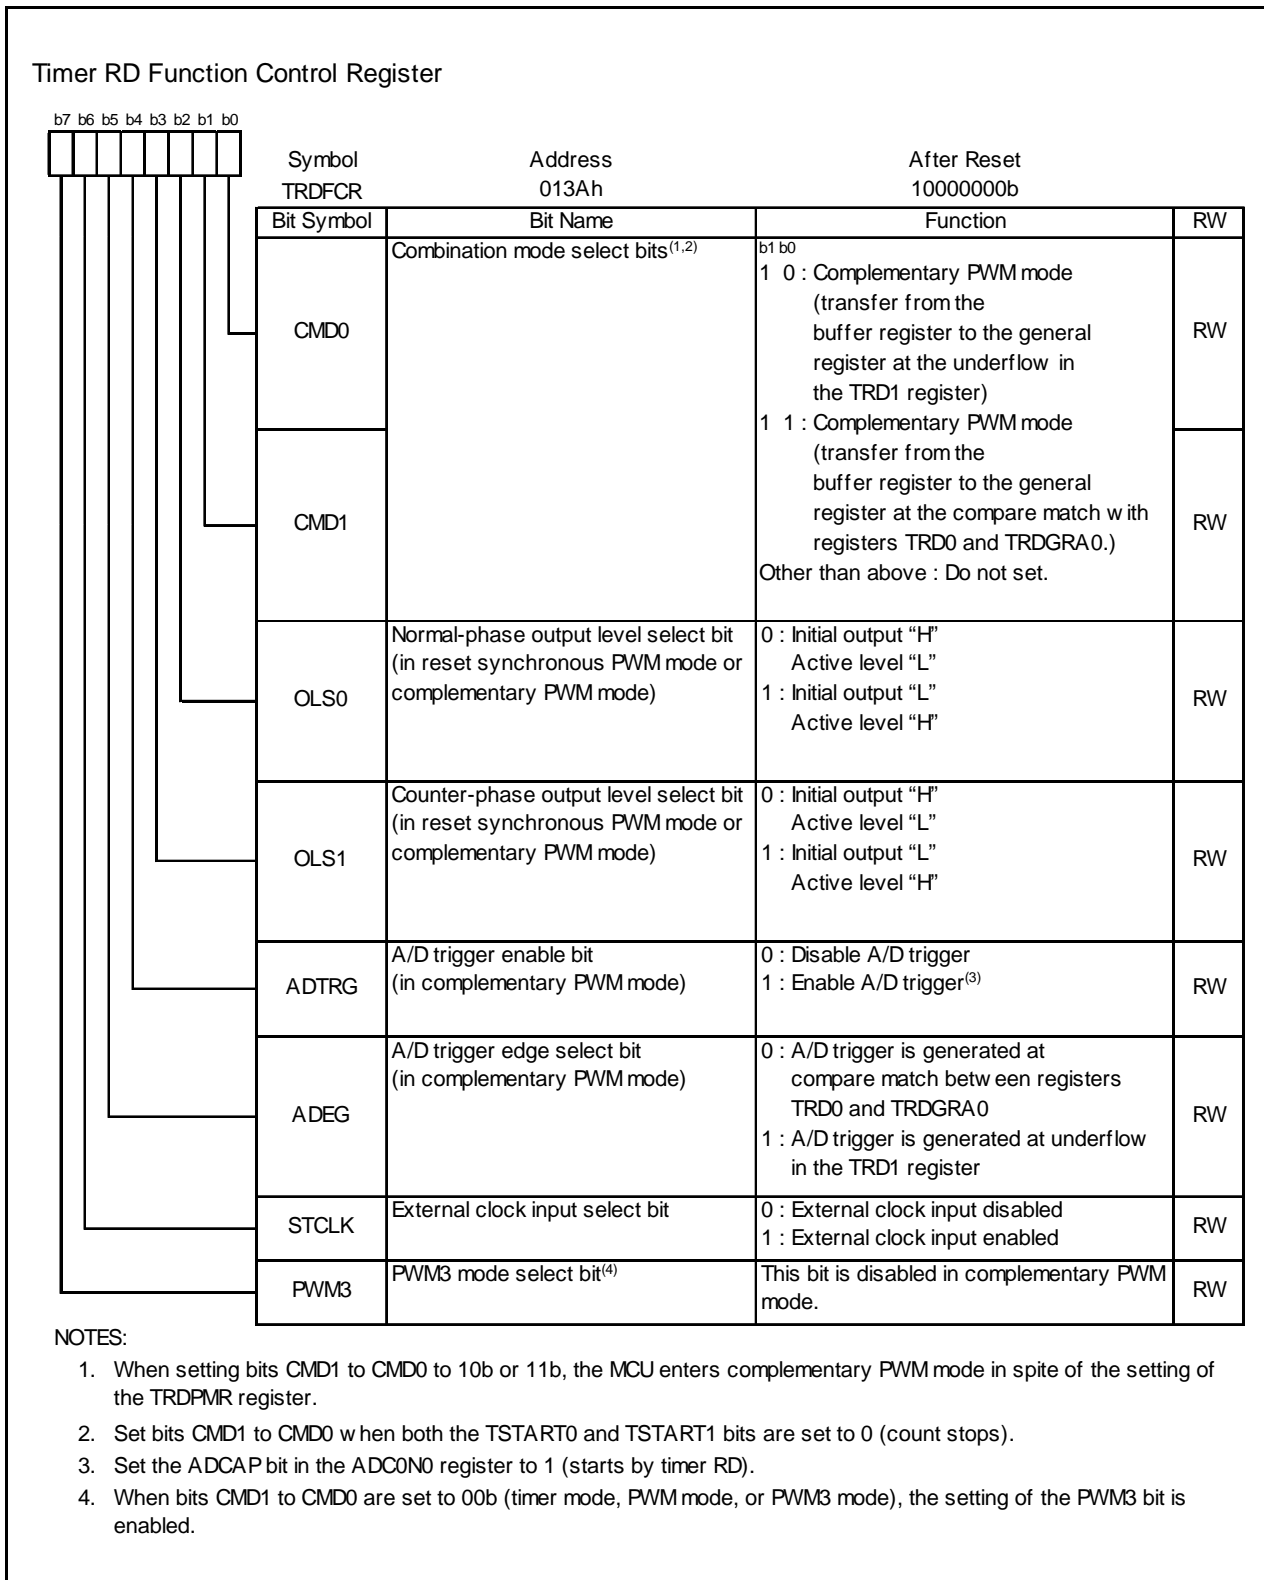 Timer RD Function Control Register
b7 b6 b5 b4 b3 b2 b1 b0
Symbol Address After Reset
TRDFCR 013Ah 10000000b
Bit Symbol Bit Name Function RW
CMD0 Combination mode select bits(1,2) b1 b0 RW
1 0 : Complementary PWM mode
(transfer from the
buffer register to the general
register at the underflow in
the TRD1 register)
CMD1 1 1 : Complementary PWM mode RW
(transfer from the
buffer register to the general
register at the compare match with
registers TRD0 and TRDGRA0.)
Other than above : Do not set.
OLS0 Normal-phase output level select bit 0 : Initial output “H” RW
(in reset synchronous PWM mode or Active level “L”
complementary PWM mode) 1 : Initial output “L”
Active level “H”
OLS1 Counter-phase output level select bit 0 : Initial output “H” RW
(in reset synchronous PWM mode or Active level “L”
complementary PWM mode) 1 : Initial output “L”
Active level “H”
ADTRG A/D trigger enable bit 0 : Disable A/D trigger RW
(in complementary PWM mode) 1 : Enable A/D trigger(3)
ADEG A/D trigger edge select bit 0 : A/D trigger is generated at RW
(in complementary PWM mode) compare match between registers
TRD0 and TRDGRA0
1 : A/D trigger is generated at underflow
in the TRD1 register
STCLK External clock input select bit 0 : External clock input disabled RW
1 : External clock input enabled
PWM3 PWM3 mode select bit(4) This bit is disabled in complementary PWM RW
mode.
NOTES:
1. When setting bits CMD1 to CMD0 to 10b or 11b, the MCU enters complementary PWM mode in spite of the setting of
the TRDPMR register.
2. Set bits CMD1 to CMD0 when both the TSTART0 and TSTART1 bits are set to 0 (count stops).
3. Set the ADCAP bit in the ADC0N0 register to 1 (starts by timer RD).
4. When bits CMD1 to CMD0 are set to 00b (timer mode, PWM mode, or PWM3 mode), the setting of the PWM3 bit is
enabled.